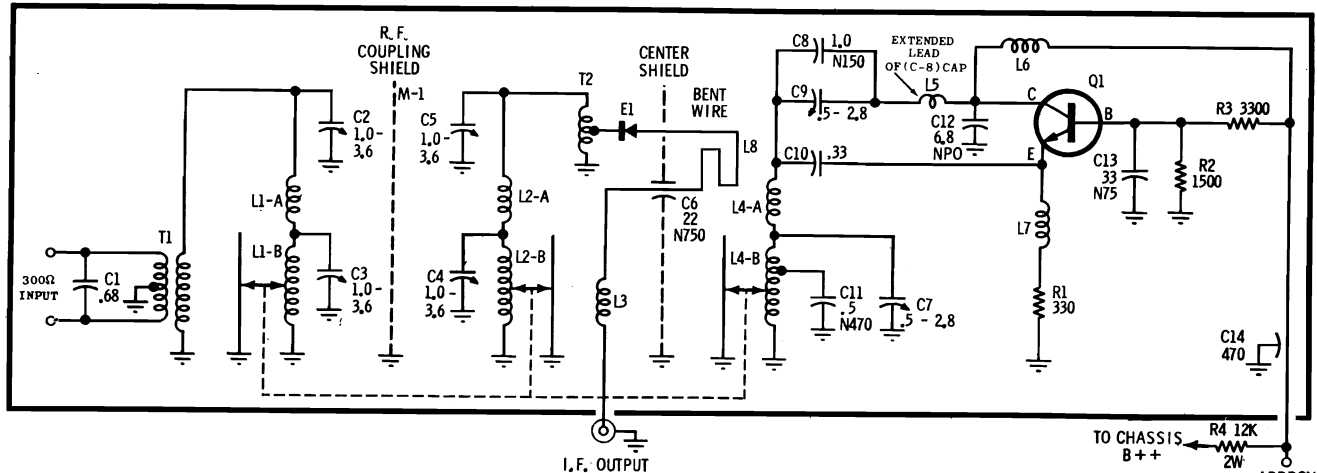 R.F.
COUPLING
SHIELD
M-1
CENTER
SHIELD
BENT
WIRE
EXTENDED
LEAD
OF (C-8) CAP
300Ω
INPUT
C1
.68
T1
L1-A
L1-B
C2
1.0-
3.6
C3
1.0-
3.6
C5
1.0-
3.6
C4
1.0-
3.6
L2-A
L2-B
T2
E1
L3
C6
22
N750
L8
C8 1.0
N150
C9 .5 - 2.8
C10 .33
L4-A
L4-B
C11
.5
N470
C7
.5 - 2.8
L5
L6
C12
6.8
NPO
Q1
C
B
E
L7
R1
330
C13
33
N75
R2
1500
R3 3300
C14
470
I.F. OUTPUT
TO CHASSIS
B++
R4 12K
2W